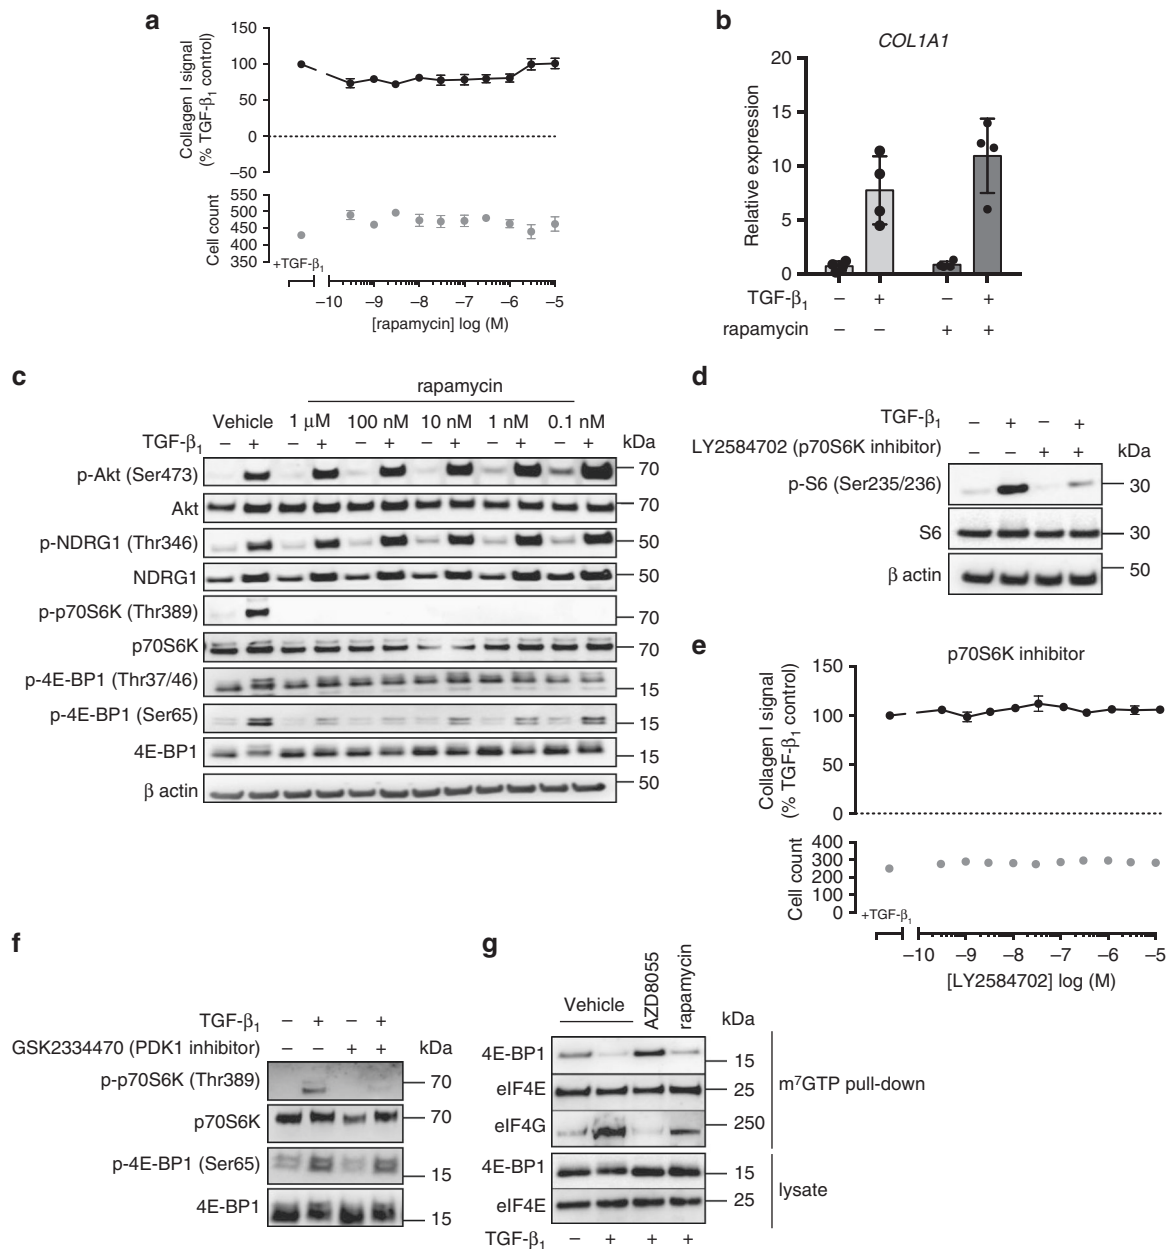 a
Collagen I signal
(% TGF-β1 control)
150
100
50
0
–50
Cell count
550
500
450
400
350
+TGF-β1
–10 –9 –8 –7 –6 –5
[rapamycin] log (M)
b
COL1A1
Relative expression
20
15
10
5
0
TGF-β1 – + – +
rapamycin – – + +
c
rapamycin
Vehicle 1 μM 100 nM 10 nM 1 nM 0.1 nM
TGF-β1 – + – + – + – + – + – + kDa
p-Akt (Ser473) 70
Akt 70
p-NDRG1 (Thr346) 50
NDRG1 50
p-p70S6K (Thr389) 70
p70S6K 70
p-4E-BP1 (Thr37/46) 15
p-4E-BP1 (Ser65) 15
4E-BP1 15
β actin 50
d
TGF-β1 – + – +
LY2584702 (p70S6K inhibitor) – – + + kDa
p-S6 (Ser235/236) 30
S6 30
β actin 50
e
p70S6K inhibitor
Collagen I signal
(% TGF-β1 control)
150
100
50
0
Cell count
400
300
200
100
0
+TGF-β1
–10 –9 –8 –7 –6 –5
[LY2584702] log (M)
f
TGF-β1 – + – +
GSK2334470 (PDK1 inhibitor) – – + + kDa
p-p70S6K (Thr389) 70
p70S6K 70
p-4E-BP1 (Ser65) 15
4E-BP1 15
g
Vehicle AZD8055 rapamycin kDa
4E-BP1 15
eIF4E 25
eIF4G 250
m7GTP pull-down
4E-BP1 15
eIF4E 25
lysate
TGF-β1 – + + +